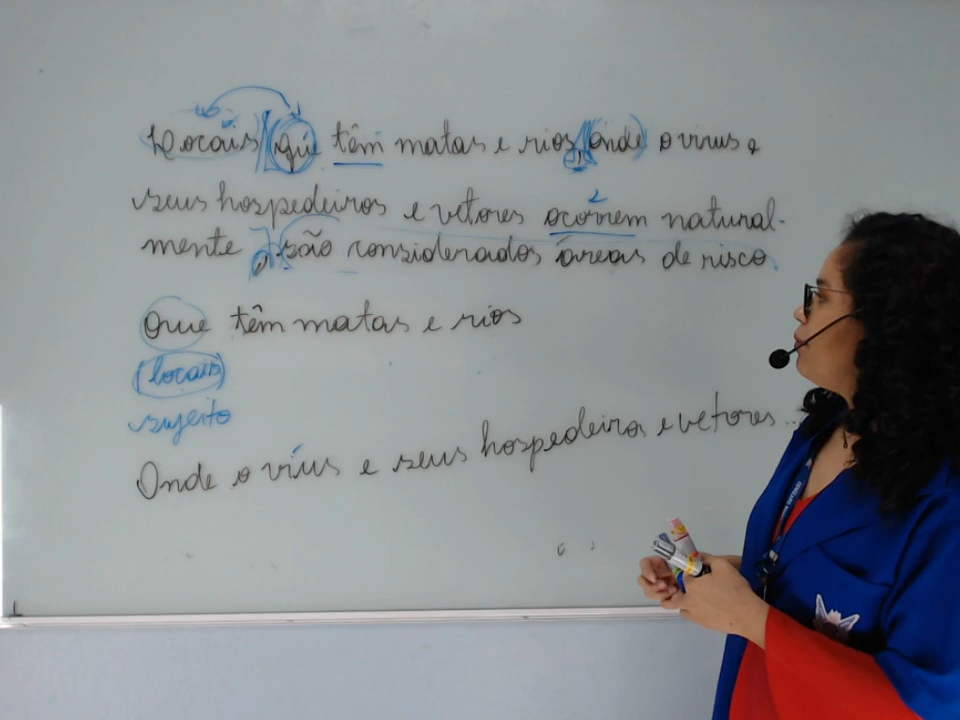 Locais que têm matas e rios, onde o vírus e
seus hospedeiros e vetores ocorrem natural-
mente, são considerados áreas de risco.
que têm matas e rios
(locais)
sujeito
Onde o vírus e seus hospedeiros e vetores...